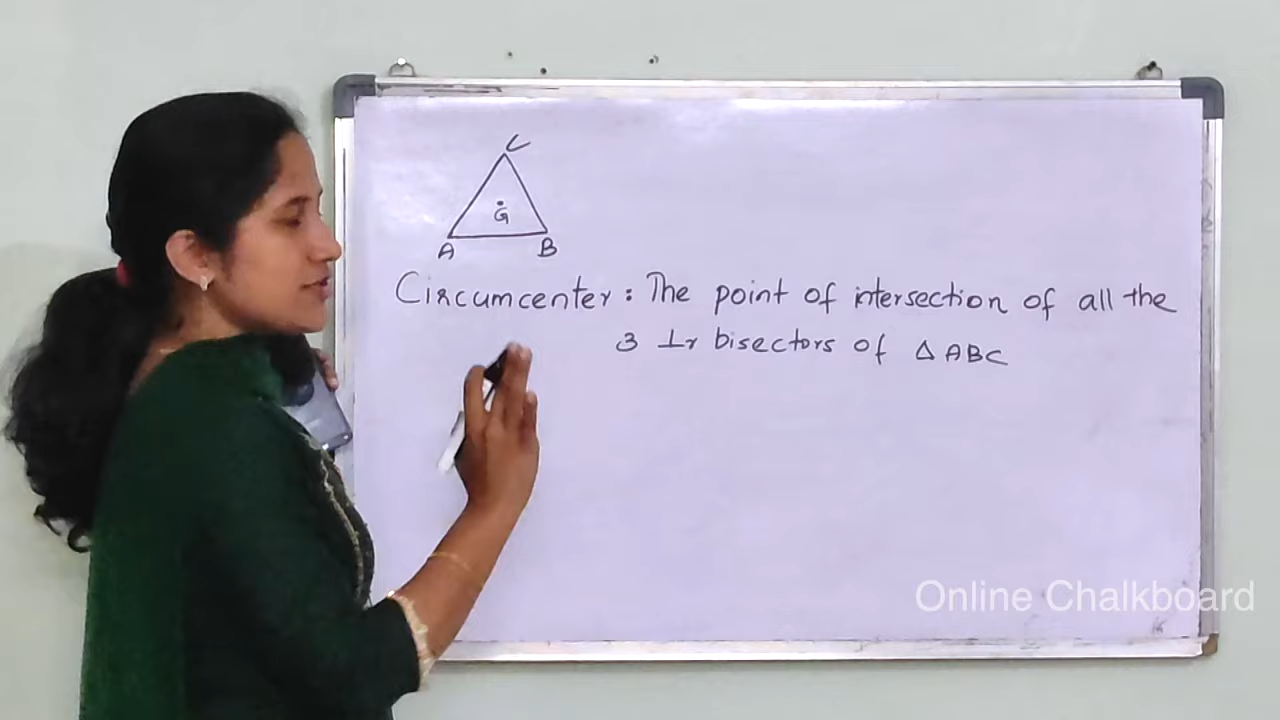 C
G
A B
Circumcenter : The point of intersection of all the
3 ⊥r bisectors of △ ABC
Online Chalkboard